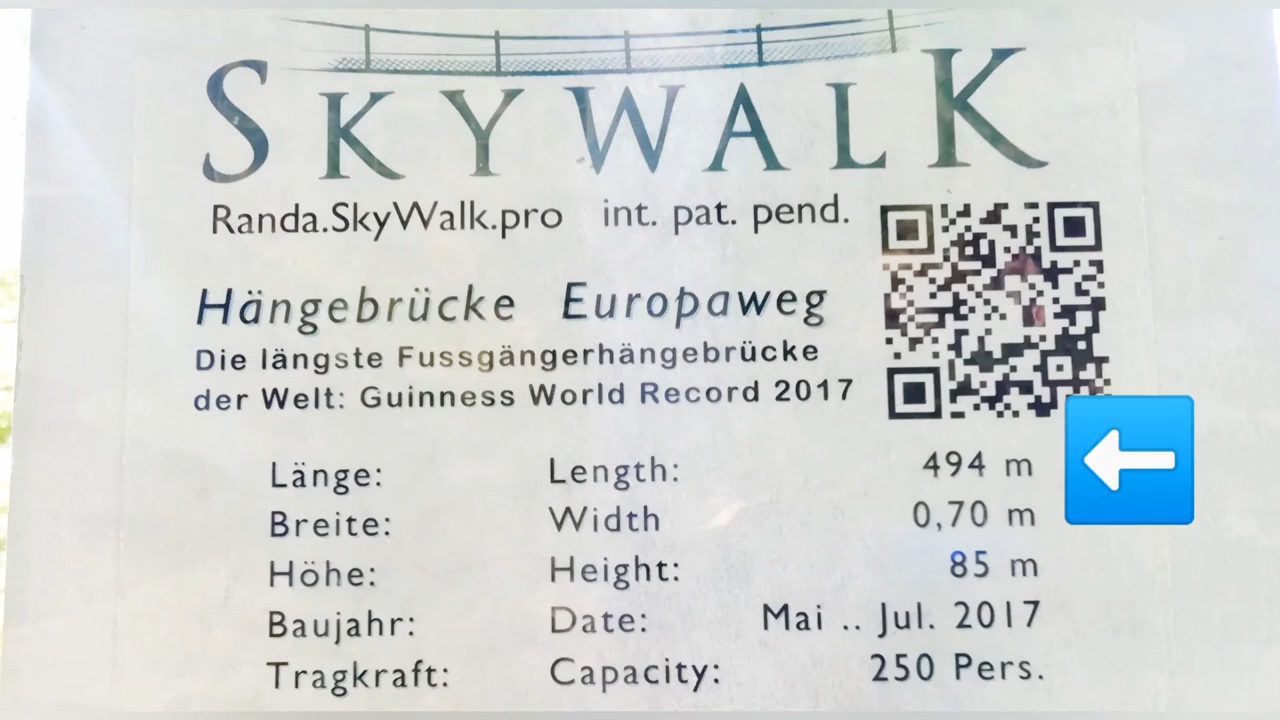 SKYWALK
Randa.SkyWalk.pro int. pat. pend.
Hängebrücke Europaweg
Die längste Fussgängerhängebrücke
der Welt: Guinness World Record 2017
Länge: Length: 494 m
Breite: Width 0,70 m
Höhe: Height: 85 m
Baujahr: Date: Mai .. Jul. 2017
Tragkraft: Capacity: 250 Pers.